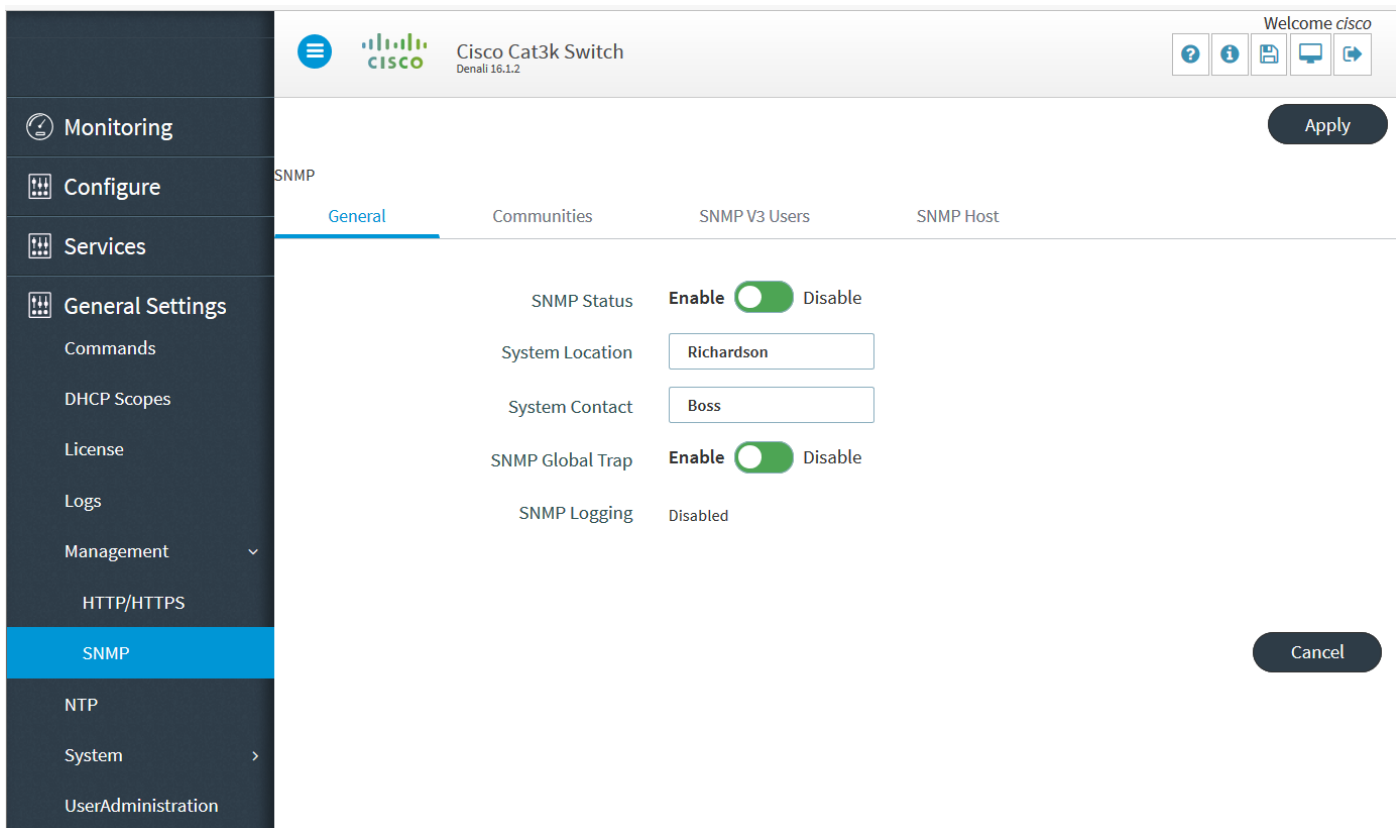 Welcome cisco
CISCO
Cisco Cat3k Switch
Denali 16.1.2
Apply
Monitoring
Configure
Services
General Settings
Commands
DHCP Scopes
License
Logs
Management
HTTP/HTTPS
SNMP
NTP
System
UserAdministration
SNMP
General Communities SNMP V3 Users SNMP Host
SNMP Status Enable Disable
System Location Richardson
System Contact Boss
SNMP Global Trap Enable Disable
SNMP Logging Disabled
Cancel